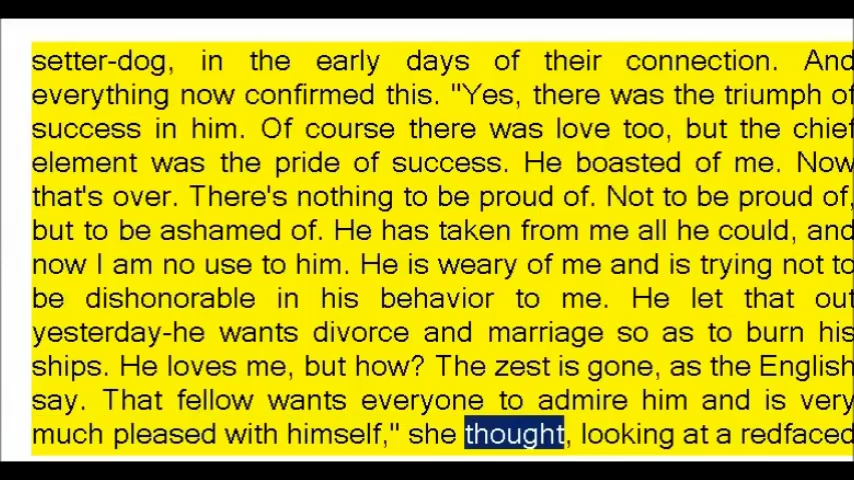 setter-dog, in the early days of their connection. And
everything now confirmed this. "Yes, there was the triumph of
success in him. Of course there was love too, but the chief
element was the pride of success. He boasted of me. Now
that's over. There's nothing to be proud of. Not to be proud of,
but to be ashamed of. He has taken from me all he could, and
now I am no use to him. He is weary of me and is trying not to
be dishonorable in his behavior to me. He let that out
yesterday-he wants divorce and marriage so as to burn his
ships. He loves me, but how? The zest is gone, as the English
say. That fellow wants everyone to admire him and is very
much pleased with himself," she thought, looking at a redfaced